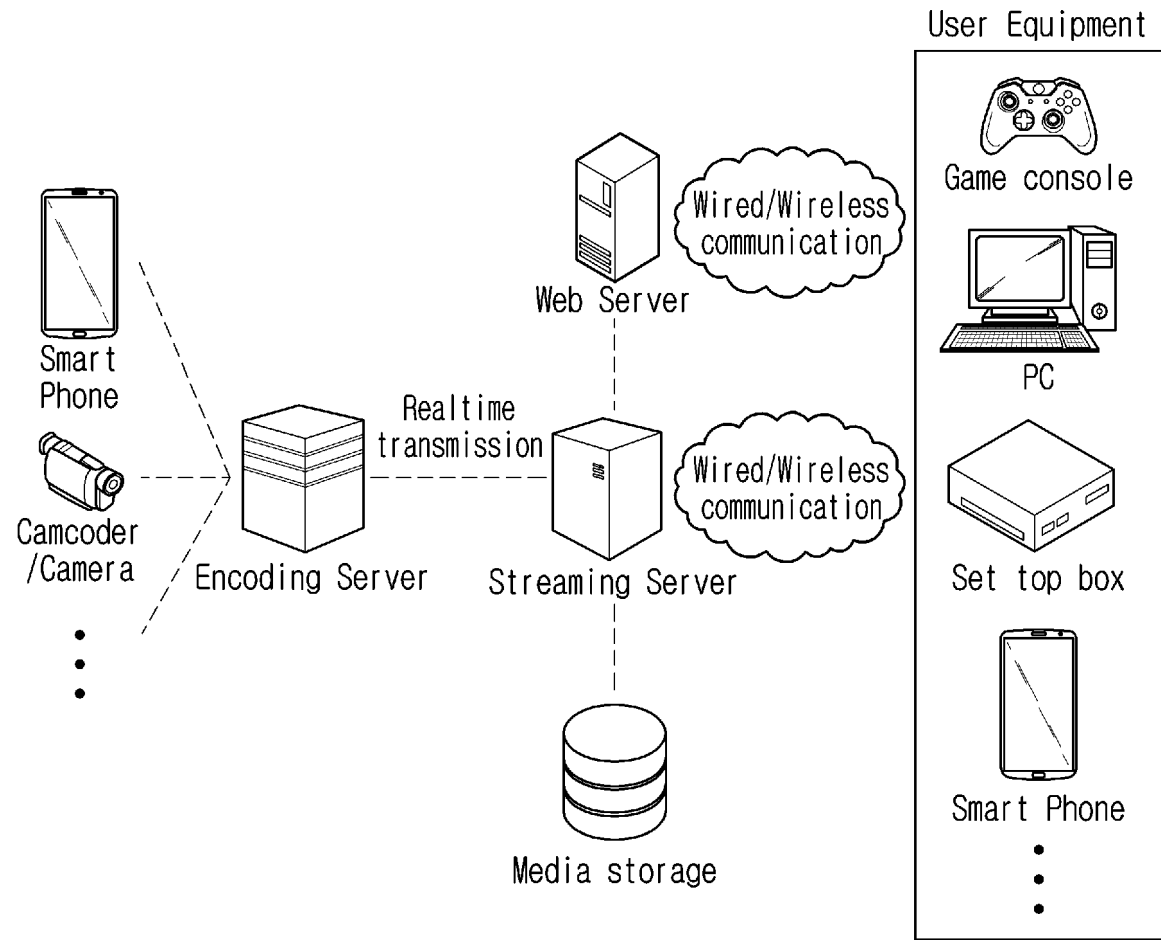 User Equipment
Game console
PC
Set top box
Smart Phone
Wired/Wireless
communication
Web Server
Smart
Phone
Camcoder
/Camera
Encoding Server
Realtime
transmission
Streaming Server
Wired/Wireless
communication
Media storage